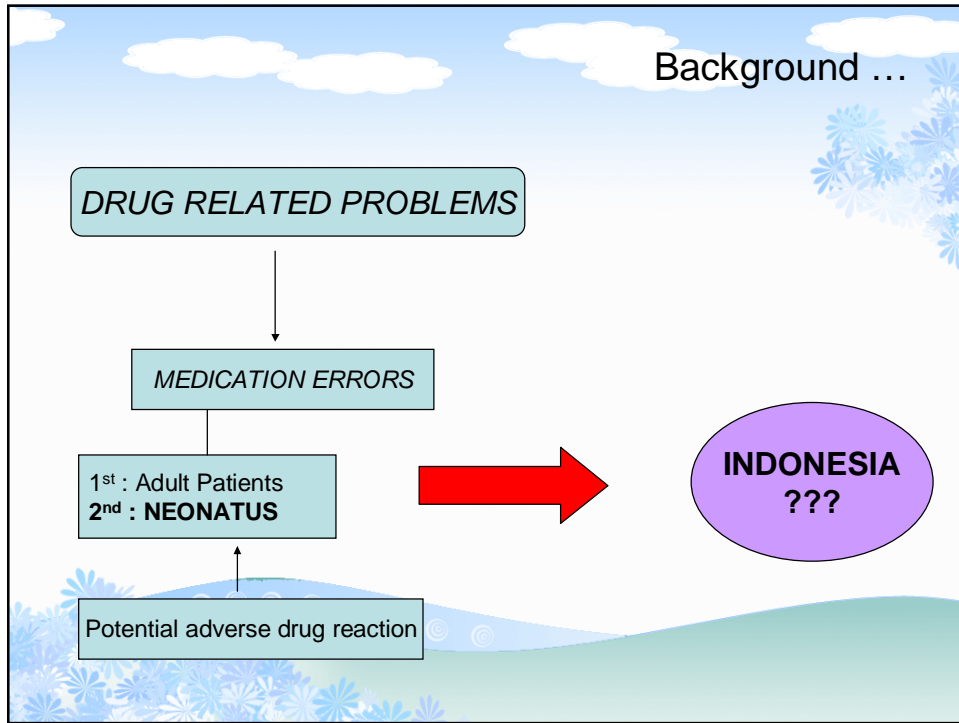 Background …
DRUG RELATED PROBLEMS
MEDICATION ERRORS
1st : Adult Patients
2nd : NEONATUS
Potential adverse drug reaction
INDONESIA
???